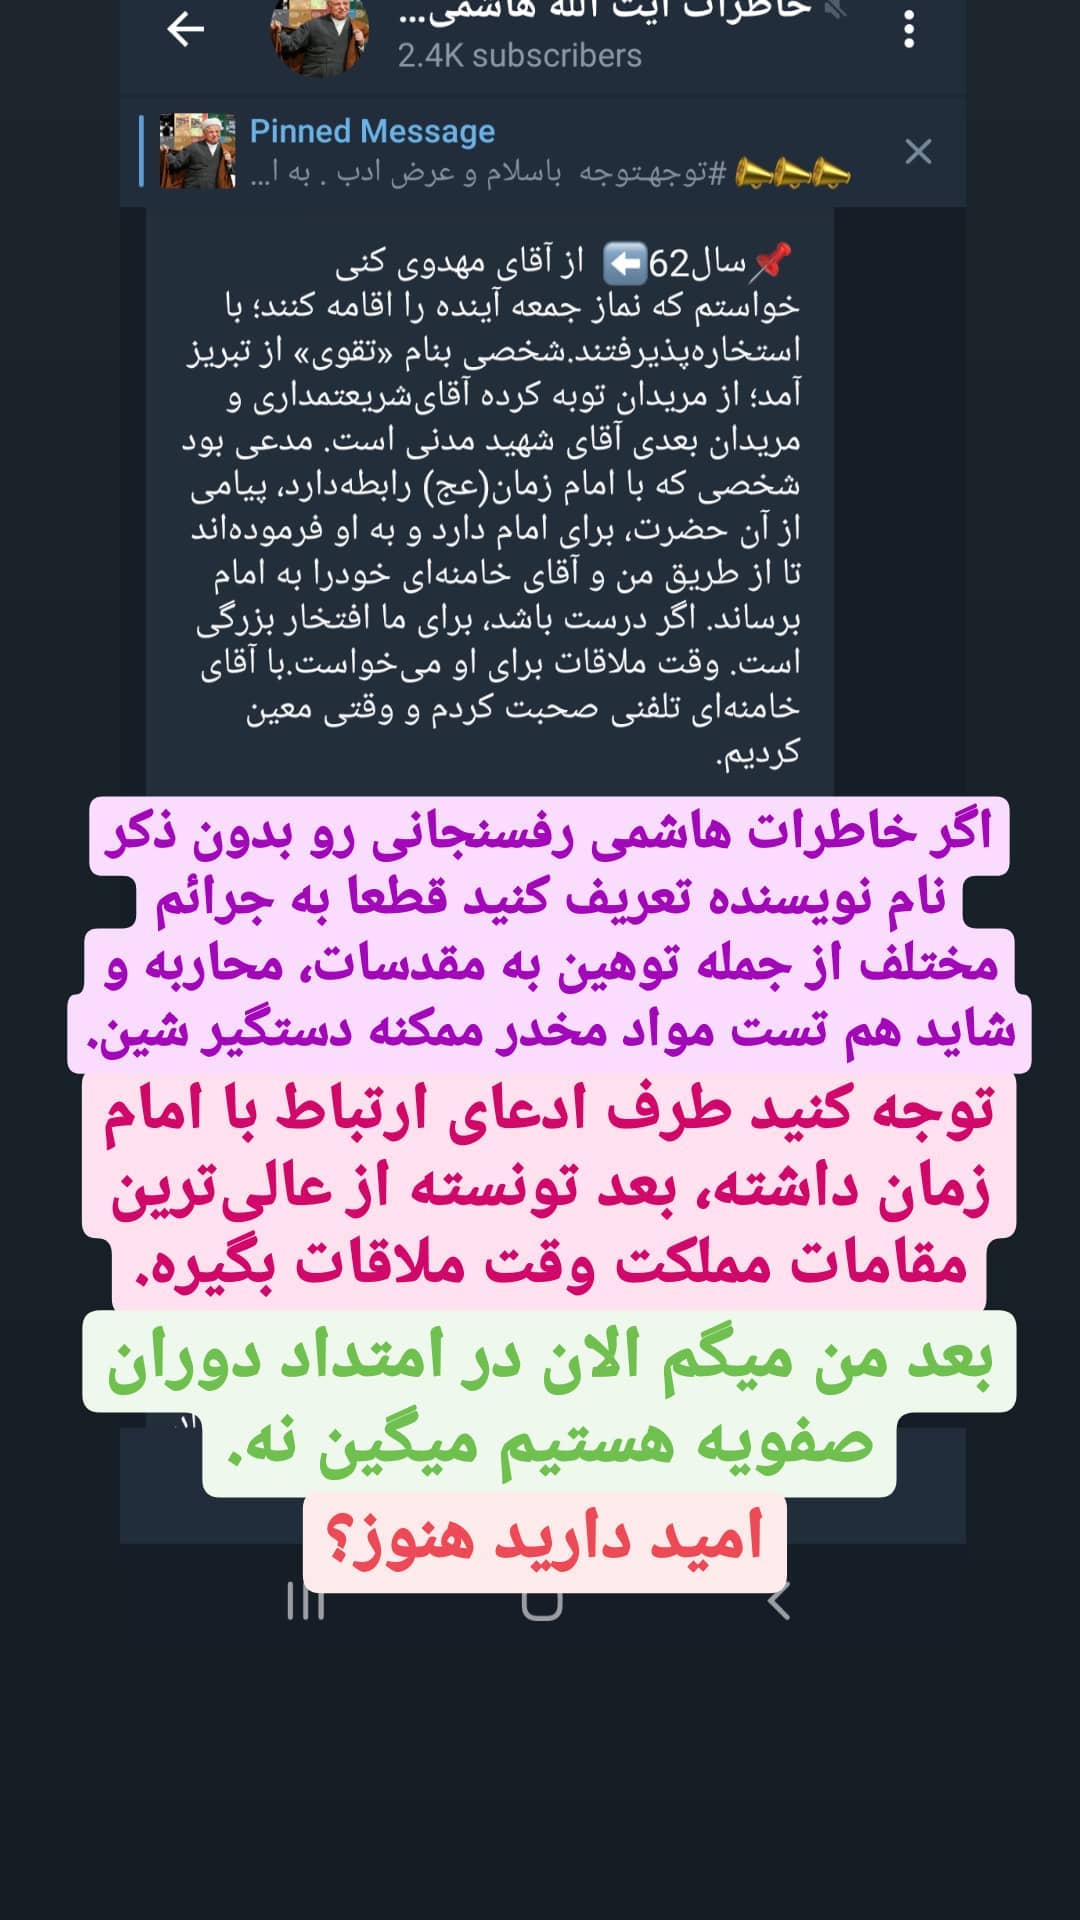 خاطرات آیت الله هاشمی...
2.4K subscribers
Pinned Message
#توجهـتوجه باسلام و عرض ادب . به ا...
سال62⬅️ از آقای مهدوی کنی
خواستم که نماز جمعه آینده را اقامه کنند؛ با
استخاره‌پذیرفتند.شخصی بنام «تقوی» از تبریز
آمد؛ از مریدان توبه کرده آقای‌شریعتمداری و
مریدان بعدی آقای شهید مدنی است. مدعی بود
شخصی که با امام زمان(عج) رابطه‌دارد، پیامی
از آن حضرت، برای امام دارد و به او فرموده‌اند
تا از طریق من و آقای خامنه‌ای خودرا به امام
برساند. اگر درست باشد، برای ما افتخار بزرگی
است. وقت ملاقات برای او می‌خواست.با آقای
خامنه‌ای تلفنی صحبت کردم و وقتی معین
کردیم.
اگر خاطرات هاشمی رفسنجانی رو بدون ذکر
نام نویسنده تعریف کنید قطعا به جرائم
مختلف از جمله توهین به مقدسات، محاربه و
شاید هم تست مواد مخدر ممکنه دستگیر شین.
توجه کنید طرف ادعای ارتباط با امام
زمان داشته، بعد تونسته از عالی‌ترین
مقامات مملکت وقت ملاقات بگیره.
بعد من میگم الان در امتداد دوران
صفویه هستیم میگین نه.
امید دارید هنوز؟